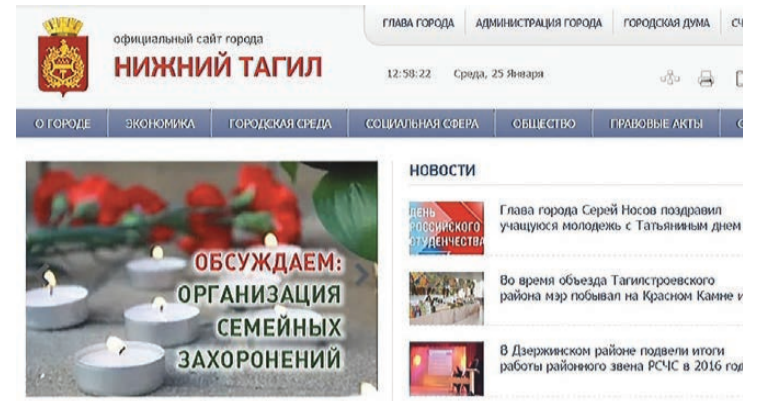 ГЛАВА ГОРОДА АДМИНИСТРАЦИЯ ГОРОДА ГОРОДСКАЯ ДУМА
официальный сайт города
НИЖНИЙ ТАГИЛ
12:58:22 Среда, 25 Января
О ГОРОДЕ ЭКОНОМИКА ГОРОДСКАЯ СРЕДА СОЦИАЛЬНАЯ СФЕРА ОБЩЕСТВО ПРАВОВЫЕ АКТЫ
ОБСУЖДАЕМ:
ОРГАНИЗАЦИЯ
СЕМЕЙНЫХ
ЗАХОРОНЕНИЙ
НОВОСТИ
ДЕНЬ
РОССИЙСКОГО
СТУДЕНЧЕСТВА
Глава города Серей Носов поздравил
учащуюся молодежь с Татьяниным днем
Во время объезда Тагилстроевского
района мэр побывал на Красном Камне и
В Дзержинском районе подвели итоги
работы районного звена РСЧС в 2016 год